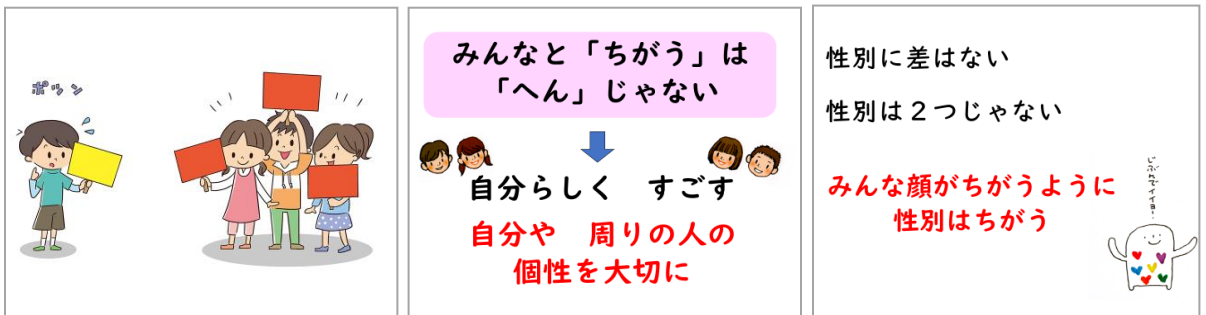 ポツン
みんなと「ちがう」は
「へん」じゃない
自分らしく　すごす
自分や　周りの人の
個性を大切に
性別に差はない
性別は２つじゃない
みんな顔がちがうように
性別はちがう
じぶんでイイヨ！